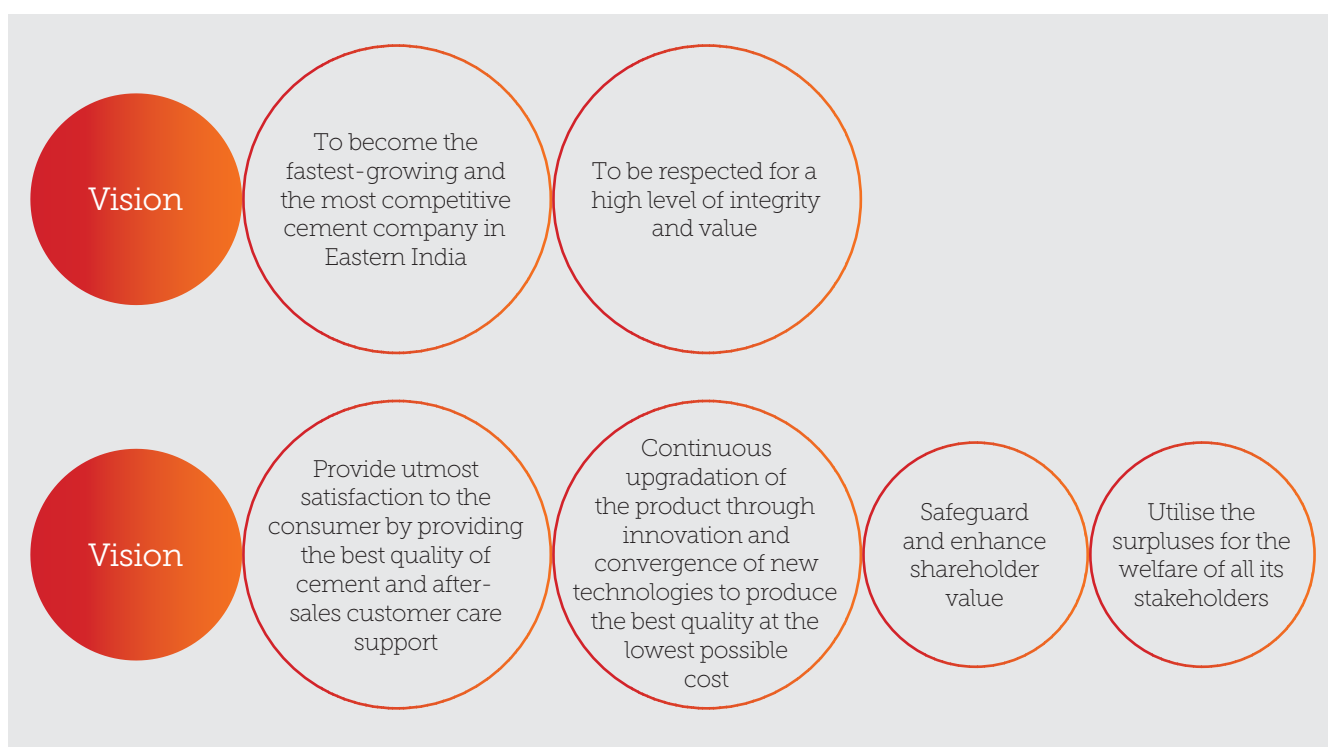 Vision
To become the
fastest-growing and
the most competitive
cement company in
Eastern India
To be respected for a
high level of integrity
and value
Vision
Provide utmost
satisfaction to the
consumer by providing
the best quality of
cement and after-
sales customer care
support
Continuous
upgradation of
the product through
innovation and
convergence of new
technologies to produce
the best quality at the
lowest possible
cost
Safeguard
and enhance
shareholder
value
Utilise the
surpluses for the
welfare of all its
stakeholders